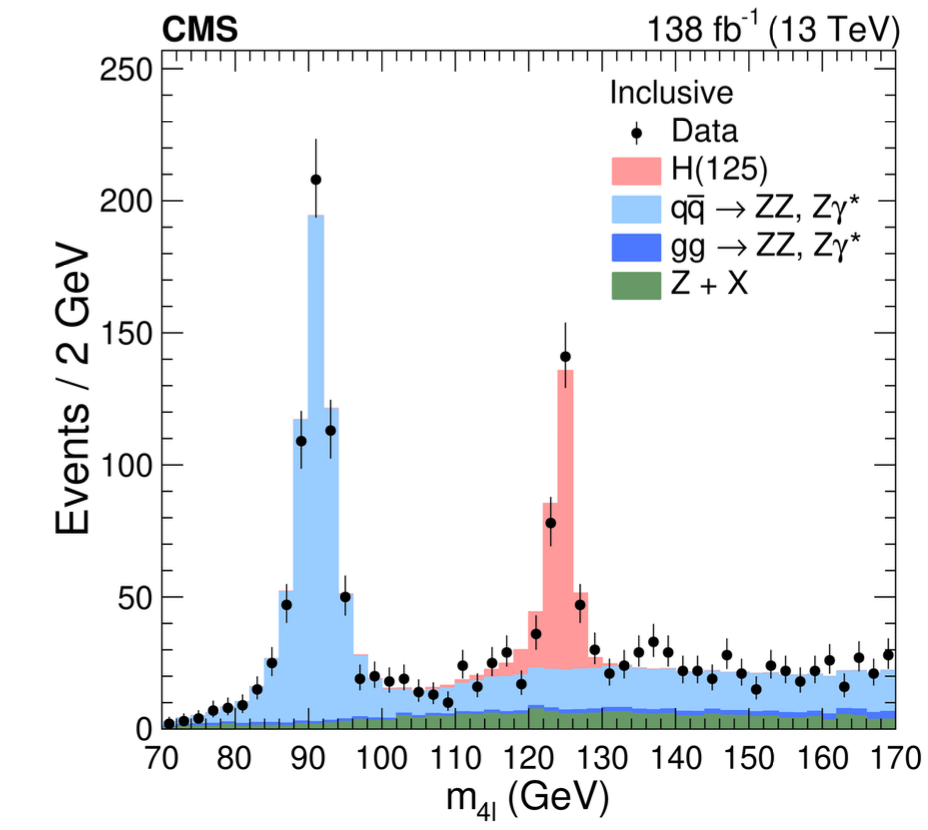 CMS 138 fb⁻¹ (13 TeV)
Events / 2 GeV
250
200
150
100
50
0
Inclusive
Data
H(125)
qq̅ → ZZ, Zγ*
gg → ZZ, Zγ*
Z + X
70 80 90 100 110 120 130 140 150 160 170
m₄ₗ (GeV)